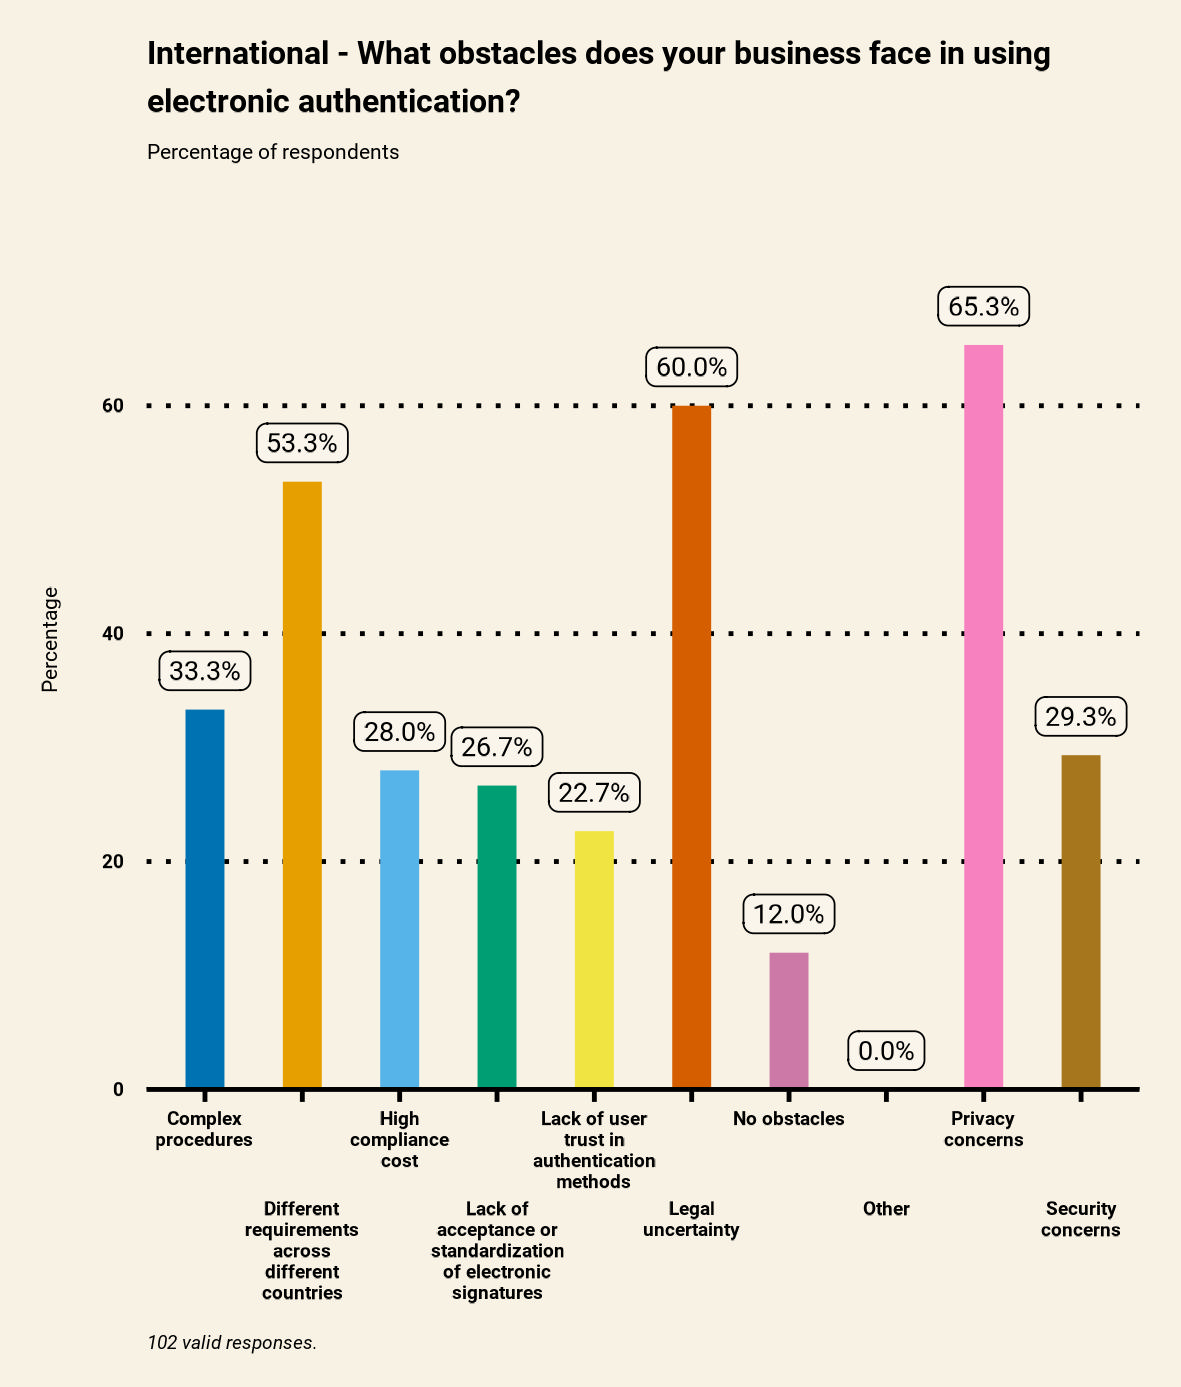 International - What obstacles does your business face in using
electronic authentication?
Percentage of respondents
Percentage
60
40
20
0
33.3%
53.3%
28.0%
26.7%
22.7%
60.0%
12.0%
0.0%
65.3%
29.3%
Complex
procedures
Different
requirements
across
different
countries
High
compliance
cost
Lack of
acceptance or
standardization
of electronic
signatures
Lack of user
trust in
authentication
methods
Legal
uncertainty
No obstacles
Other
Privacy
concerns
Security
concerns
102 valid responses.